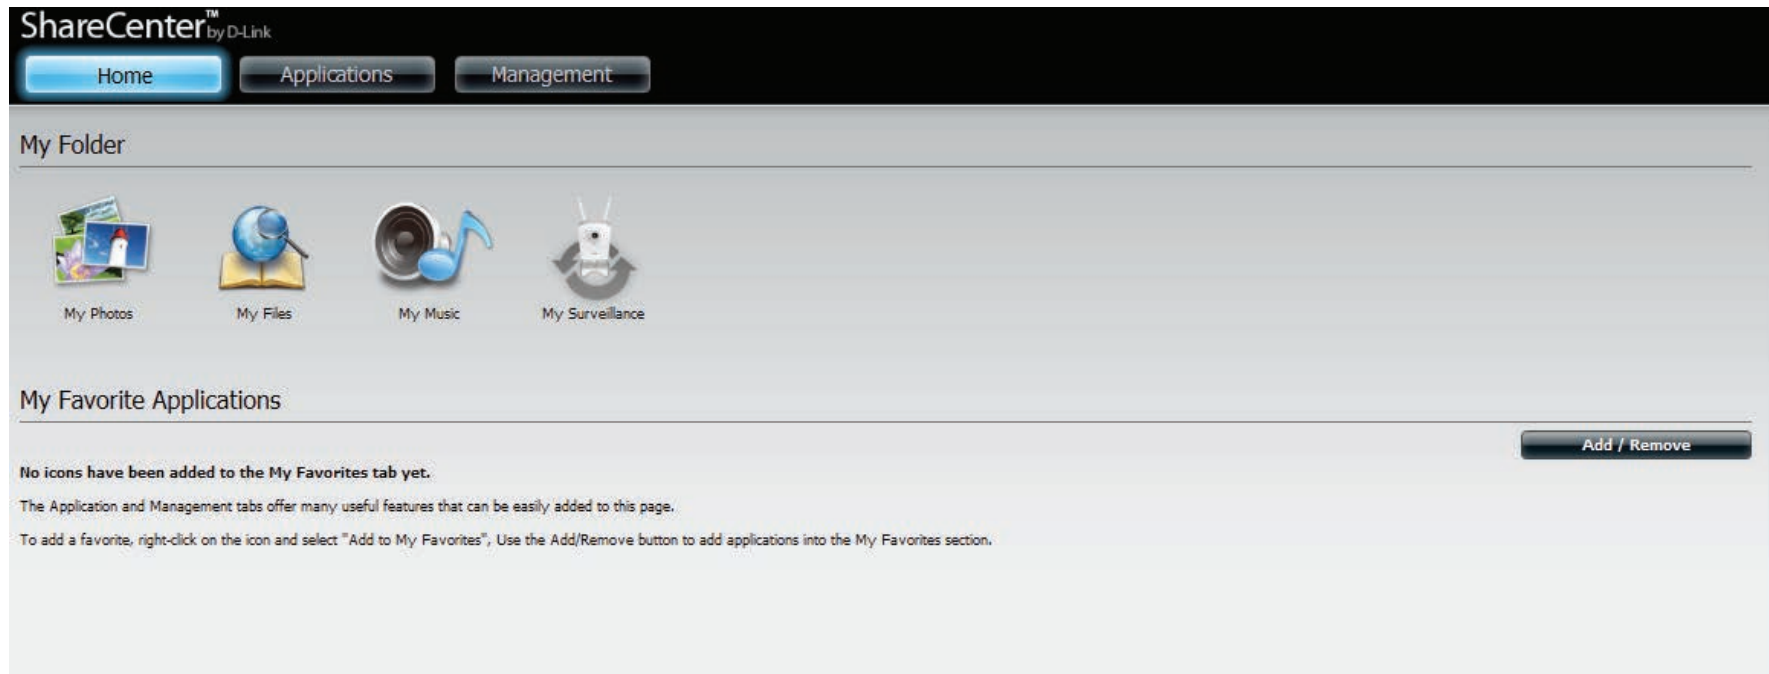 ShareCenter™ by D-Link
Home Applications Management
My Folder
My Photos My Files My Music My Surveillance
My Favorite Applications
Add / Remove
No icons have been added to the My Favorites tab yet.
The Application and Management tabs offer many useful features that can be easily added to this page.
To add a favorite, right-click on the icon and select "Add to My Favorites", Use the Add/Remove button to add applications into the My Favorites section.